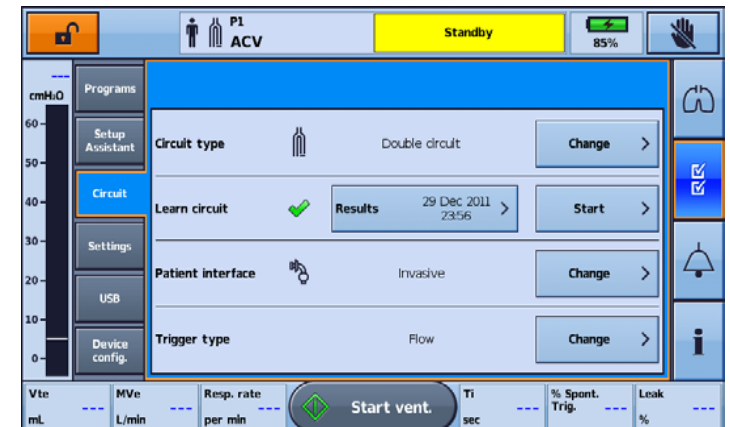 P1
ACV
Standby
85%
---
cmH₂O
60
50
40
30
20
10
0
Programs
Setup
Assistant
Circuit
Settings
USB
Device
config.
Circuit type
Double circuit
Change >
Learn circuit
Results
29 Dec 2011
23:56
>
Start >
Patient interface
Invasive
Change >
Trigger type
Flow
Change >
i
Vte
---
mL
MVe
---
L/min
Resp. rate
---
per min
Start vent.
Ti
---
sec
% Spont.
Trig. ---
Leak
---
%